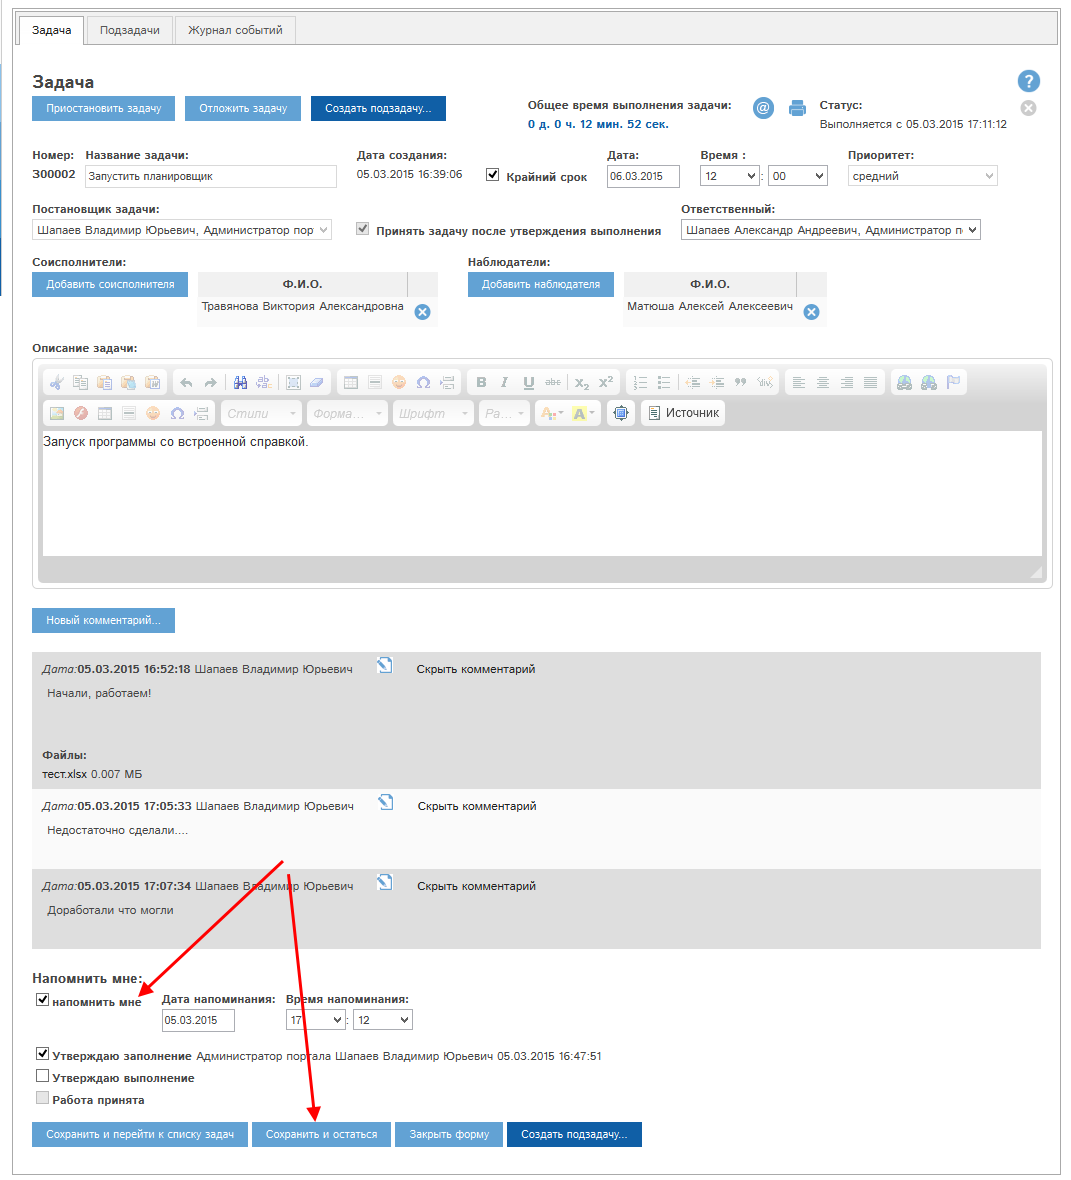 Задача Подзадачи Журнал событий
Задача
?
Приостановить задачу Отложить задачу Создать подзадачу... Общее время выполнения задачи: @ Статус:
0 д. 0 ч. 12 мин. 52 сек. Выполняется с 05.03.2015 17:11:12
Номер: Название задачи: Дата создания: Дата: Время : Приоритет:
300002 Запустить планировщик 05.03.2015 16:39:06 Крайний срок 06.03.2015 12 : 00 средний
Постановщик задачи: Ответственный:
Шапаев Владимир Юрьевич, Администратор пор Принять задачу после утверждения выполнения Шапаев Александр Андреевич, Администратор п
Соисполнители: Наблюдатели:
Добавить соисполнителя Ф.И.О. Добавить наблюдателя Ф.И.О.
Травянова Виктория Александровна Матюша Алексей Алексеевич
Описание задачи:
B I U abc X₂ X² div
Стили Форма... Шрифт Ра... A A Источник
Запуск программы со встроенной справкой.
Новый комментарий...
Дата:05.03.2015 16:52:18 Шапаев Владимир Юрьевич Скрыть комментарий
Начали, работаем!
Файлы:
тест.xlsx 0.007 МБ
Дата:05.03.2015 17:05:33 Шапаев Владимир Юрьевич Скрыть комментарий
Недостаточно сделали....
Дата:05.03.2015 17:07:34 Шапаев Владимир Юрьевич Скрыть комментарий
Доработали что могли
Напомнить мне:
напомнить мне Дата напоминания: Время напоминания:
05.03.2015 17 : 12
Утверждаю заполнение Администратор портала Шапаев Владимир Юрьевич 05.03.2015 16:47:51
Утверждаю выполнение
Работа принята
Сохранить и перейти к списку задач Сохранить и остаться Закрыть форму Создать подзадачу...